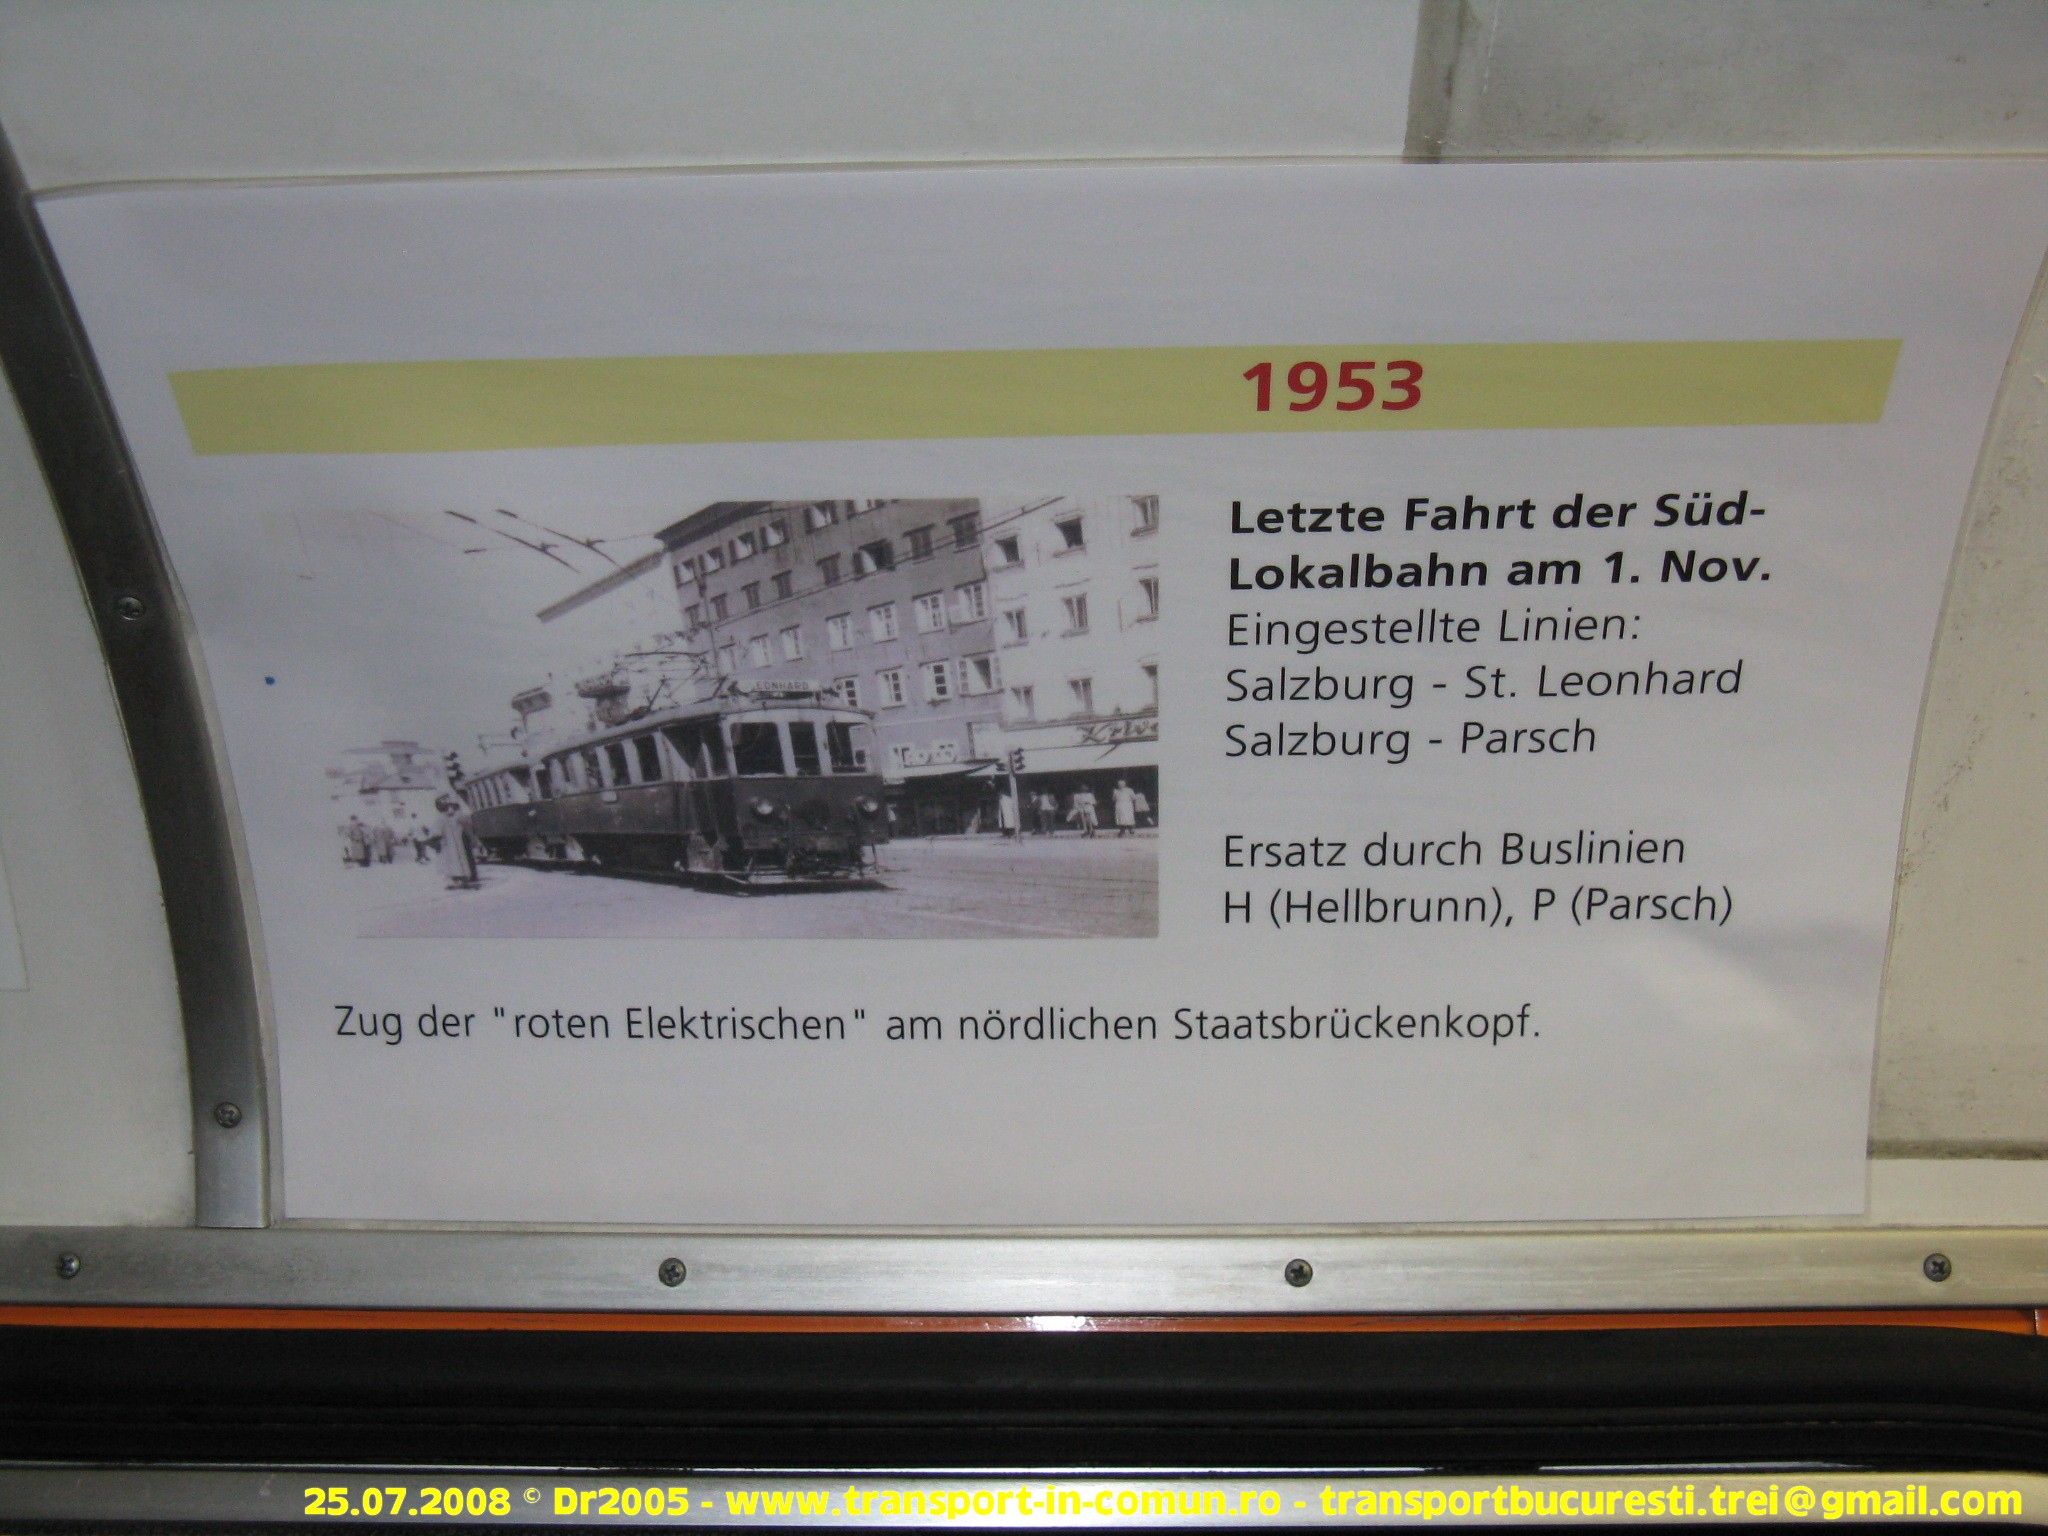 1953
Letzte Fahrt der Süd-
Lokalbahn am 1. Nov.
Eingestellte Linien:
Salzburg - St. Leonhard
Salzburg - Parsch
Ersatz durch Buslinien
H (Hellbrunn), P (Parsch)
EONHARD
Zug der "roten Elektrischen" am nördlichen Staatsbrückenkopf.
25.07.2008 © Dr2005 - www.transport-in-comun.ro - transportbucuresti.trei@gmail.com